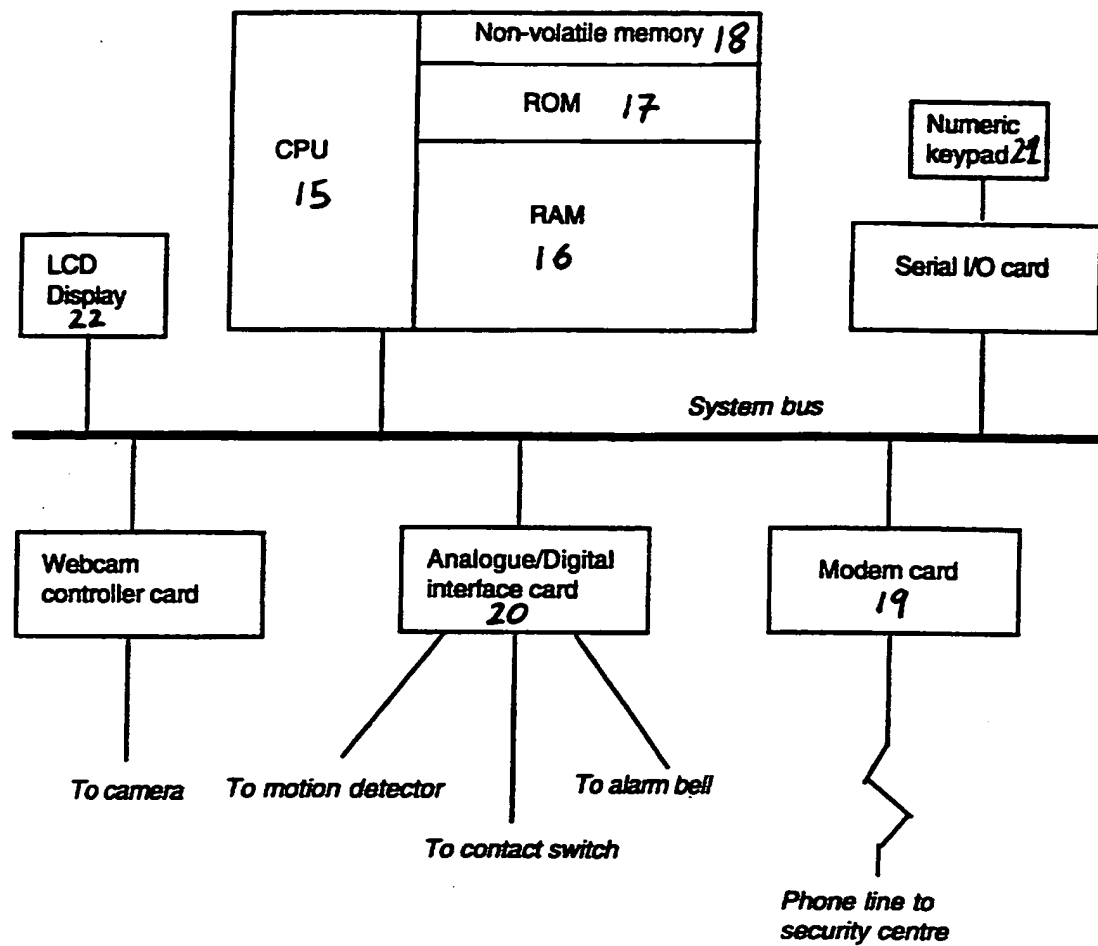 Non-volatile memory 18
ROM 17
CPU
15
RAM
16
Numeric
keypad 21
LCD
Display
22
Serial I/O card
System bus
Webcam
controller card
Analogue/Digital
interface card
20
Modem card
19
To camera
To motion detector
To alarm bell
To contact switch
Phone line to
security centre